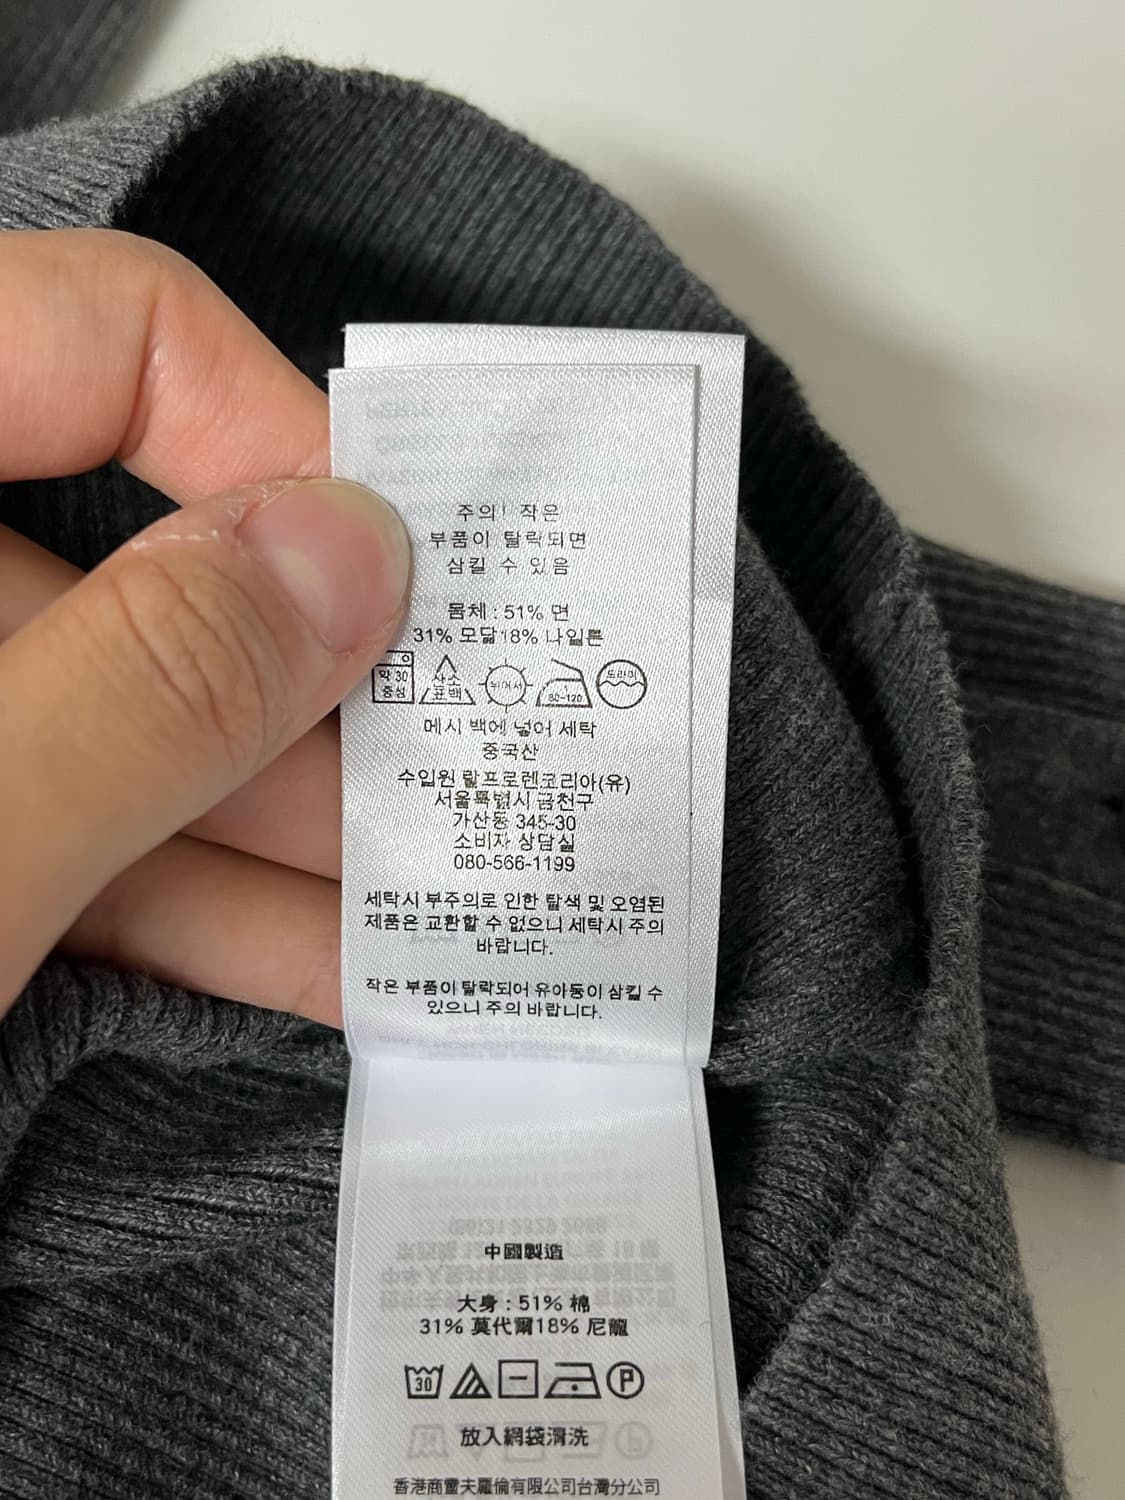 주의! 작은
부품이 탈락되면
삼킬 수 있음
몸체 : 51% 면
31% 모달18% 나일론
약 30
중성
산소
표백
뉘어서
80~120
드라이
메시 백에 넣어 세탁
중국산
수입원 랄프로렌코리아(유)
서울특별시 금천구
가산동 345-30
소비자 상담실
080-566-1199
세탁시 부주의로 인한 탈색 및 오염된
제품은 교환할 수 없으니 세탁시 주의
바랍니다.
작은 부품이 탈락되어 유아동이 삼킬 수
있으니 주의 바랍니다.
中國製造
大身 : 51% 棉
31% 莫代爾18% 尼龍
30
P
放入網袋清洗
香港商雷夫羅倫有限公司台灣分公司